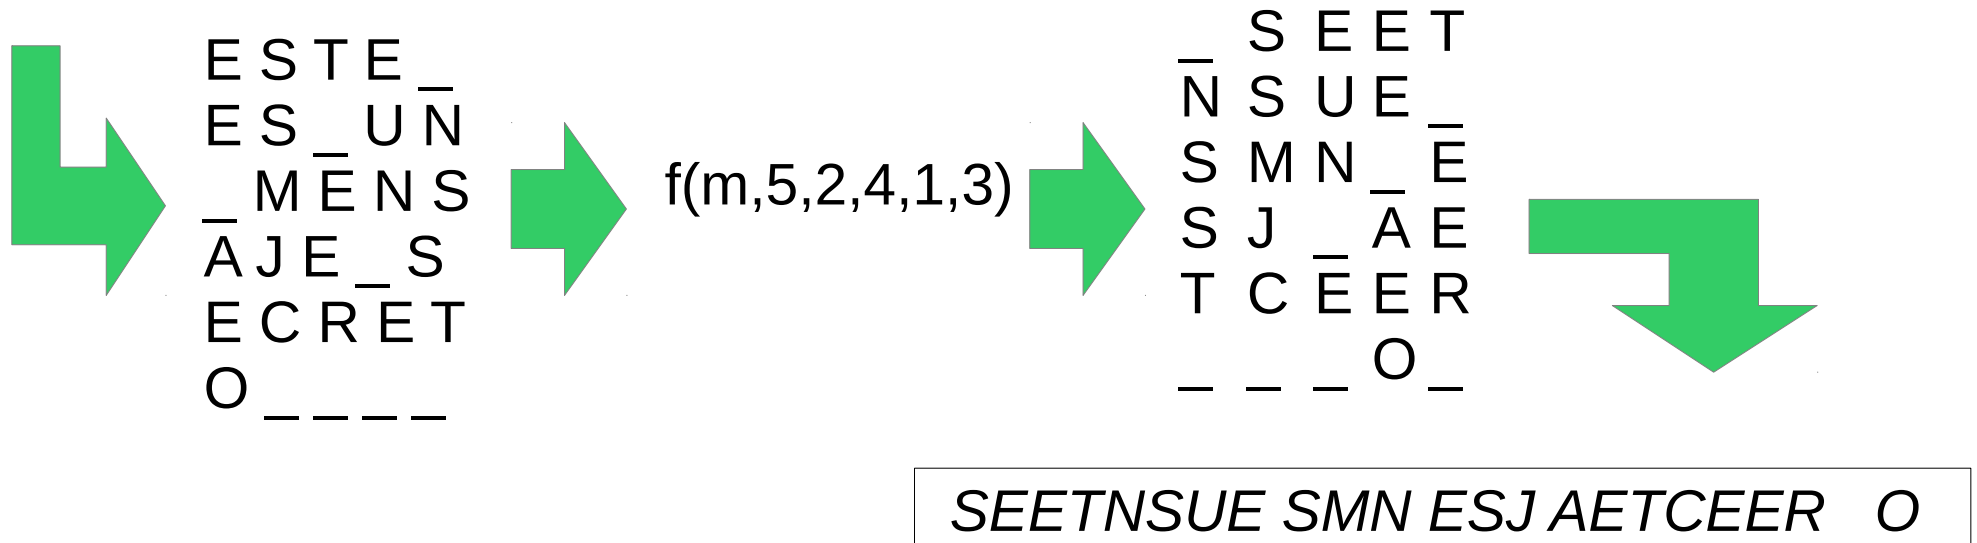 E S T E _
E S _ U N
_ M E N S
A J E _ S
E C R E T
O _ _ _ _
f(m,5,2,4,1,3)
_ S E E T
N S U E _
S M N _ E
S J _ A E
T C E E R
_ _ _ O _
SEETNSUE SMN ESJ AETCEER O